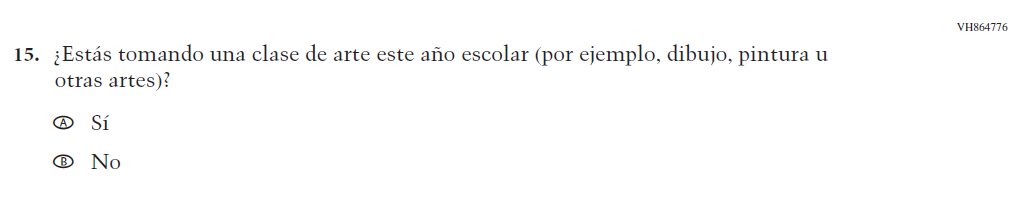 VH864776
15. ¿Estás tomando una clase de arte este año escolar (por ejemplo, dibujo, pintura u
otras artes)?
A Sí
B No